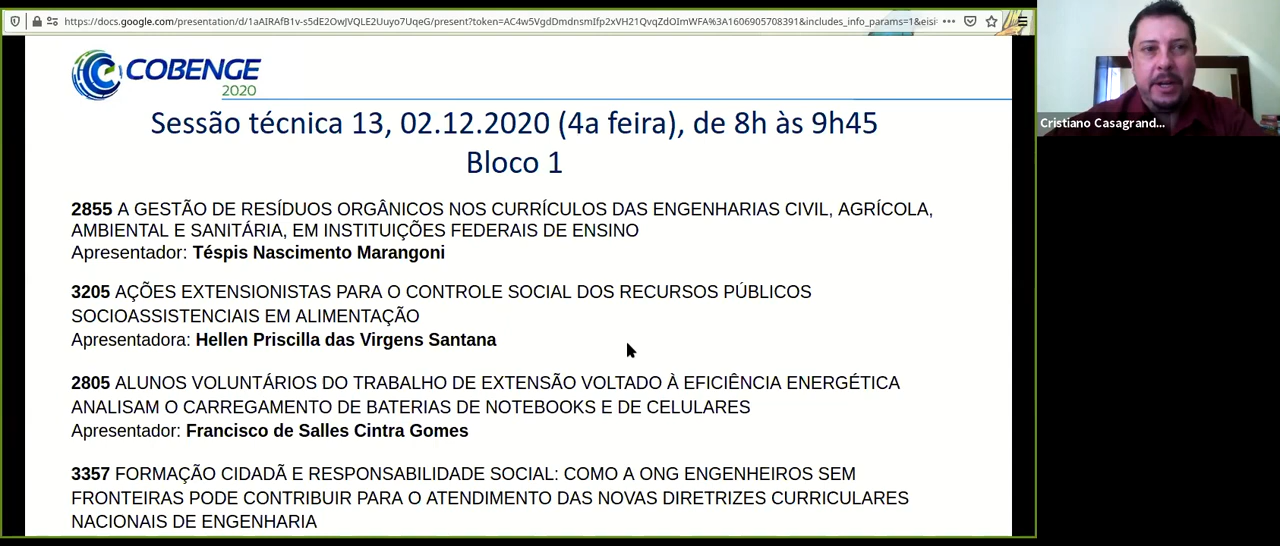 https://docs.google.com/presentation/d/1aAIRAfB1v-s5dE2OwJVQLE2Uuyo7UqeG/present?token=AC4w5VgdDmdnsmIfp2xVH21QvqZdOImWFA%3A1606905708391&includes_info_params=1&eisi
COBENGE
2020
Sessão técnica 13, 02.12.2020 (4a feira), de 8h às 9h45
Bloco 1
2855 A GESTÃO DE RESÍDUOS ORGÂNICOS NOS CURRÍCULOS DAS ENGENHARIAS CIVIL, AGRÍCOLA,
AMBIENTAL E SANITÁRIA, EM INSTITUIÇÕES FEDERAIS DE ENSINO
Apresentador: Téspis Nascimento Marangoni
3205 AÇÕES EXTENSIONISTAS PARA O CONTROLE SOCIAL DOS RECURSOS PÚBLICOS
SOCIOASSISTENCIAIS EM ALIMENTAÇÃO
Apresentadora: Hellen Priscilla das Virgens Santana
2805 ALUNOS VOLUNTÁRIOS DO TRABALHO DE EXTENSÃO VOLTADO À EFICIÊNCIA ENERGÉTICA
ANALISAM O CARREGAMENTO DE BATERIAS DE NOTEBOOKS E DE CELULARES
Apresentador: Francisco de Salles Cintra Gomes
3357 FORMAÇÃO CIDADÃ E RESPONSABILIDADE SOCIAL: COMO A ONG ENGENHEIROS SEM
FRONTEIRAS PODE CONTRIBUIR PARA O ATENDIMENTO DAS NOVAS DIRETRIZES CURRICULARES
NACIONAIS DE ENGENHARIA
Cristiano Casagrand...